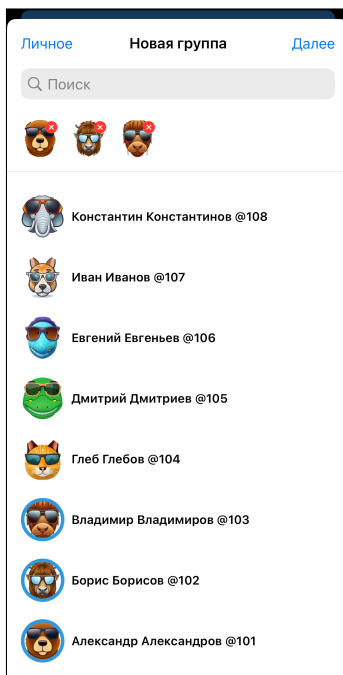 Личное Новая группа Далее
Поиск
Константин Константинов @108
Иван Иванов @107
Евгений Евгеньев @106
Дмитрий Дмитриев @105
Глеб Глебов @104
Владимир Владимиров @103
Борис Борисов @102
Александр Александров @101